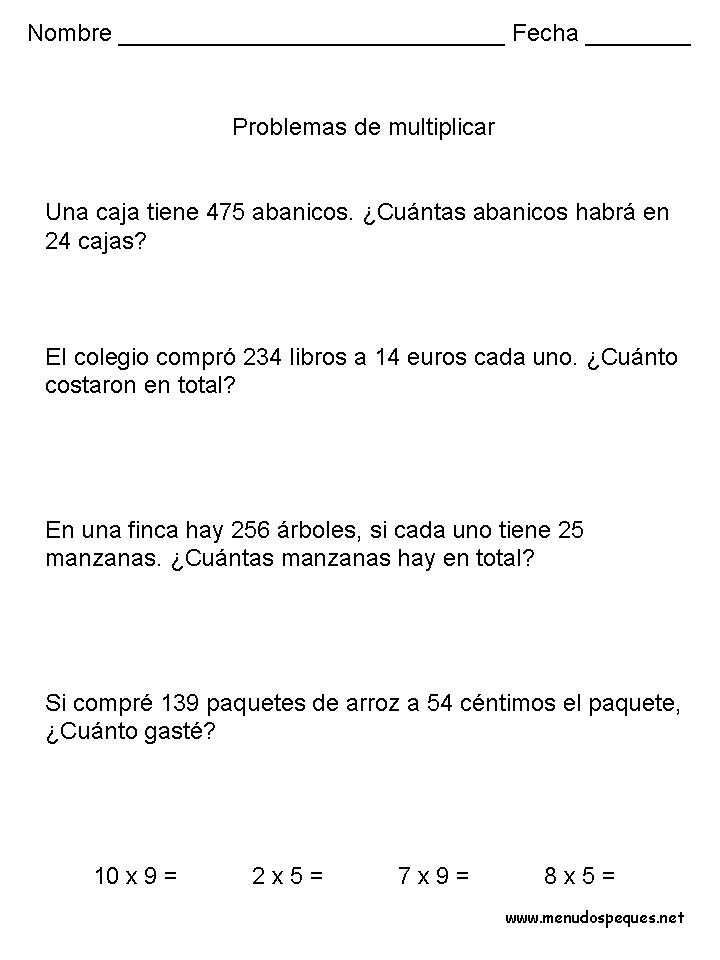 Nombre _____________________________ Fecha ________
Problemas de multiplicar
Una caja tiene 475 abanicos. ¿Cuántas abanicos habrá en
24 cajas?
El colegio compró 234 libros a 14 euros cada uno. ¿Cuánto
costaron en total?
En una finca hay 256 árboles, si cada uno tiene 25
manzanas. ¿Cuántas manzanas hay en total?
Si compré 139 paquetes de arroz a 54 céntimos el paquete,
¿Cuánto gasté?
10 x 9 = 2 x 5 = 7 x 9 = 8 x 5 =
www.menudospeques.net